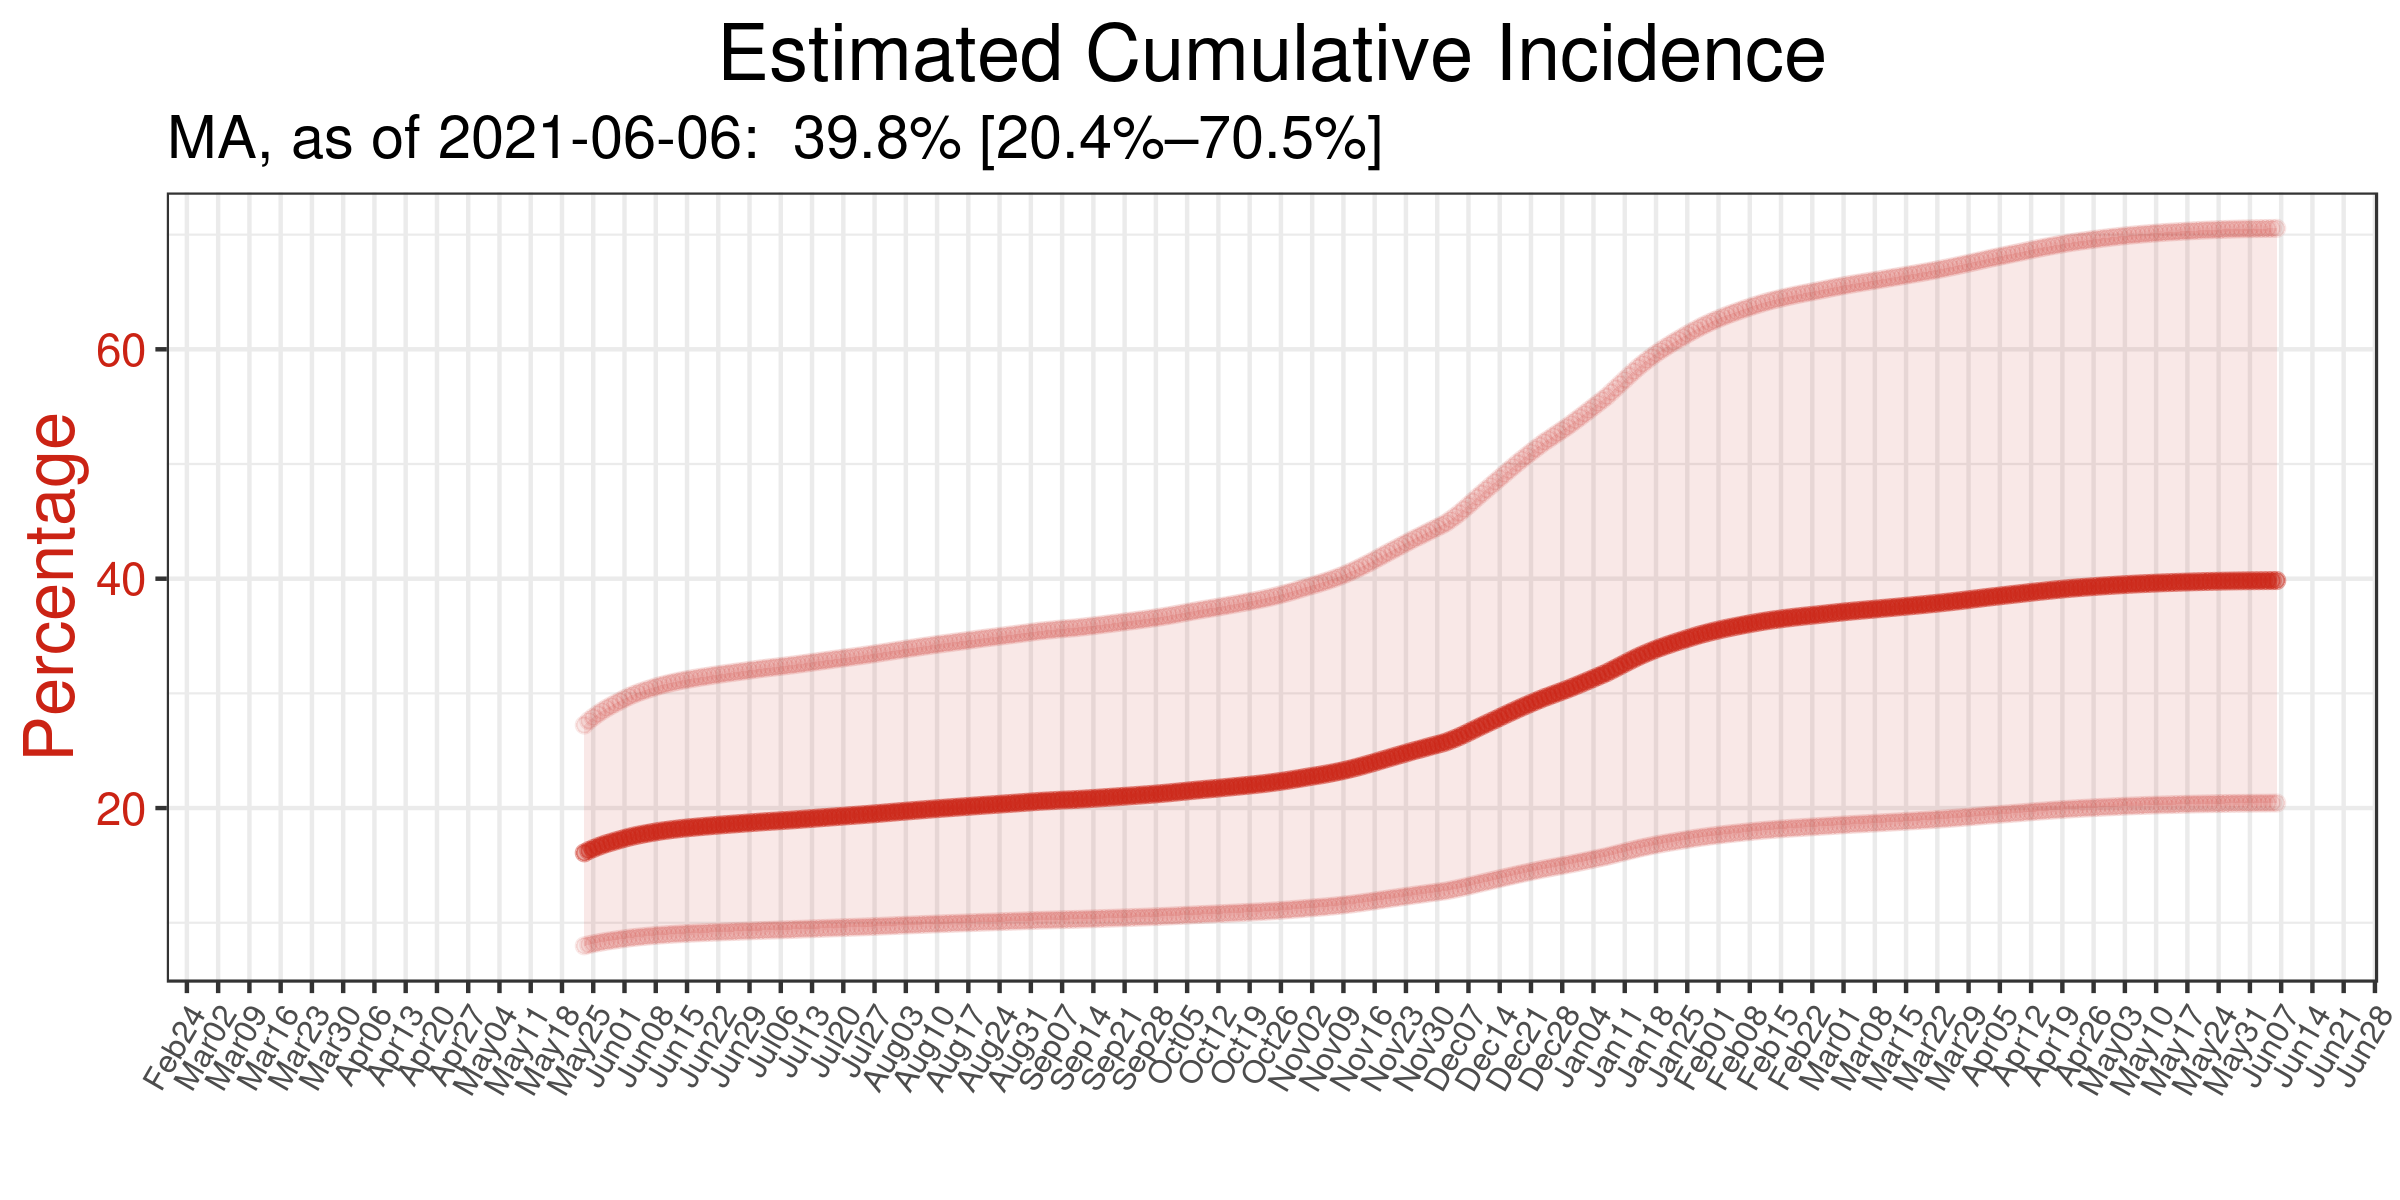 Estimated Cumulative Incidence
MA, as of 2021-06-06:  39.8% [20.4%–70.5%]
Percentage
60
40
20
Feb24
Mar02
Mar09
Mar16
Mar23
Mar30
Apr06
Apr13
Apr20
Apr27
May04
May11
May18
May25
Jun01
Jun08
Jun15
Jun22
Jun29
Jul06
Jul13
Jul20
Jul27
Aug03
Aug10
Aug17
Aug24
Aug31
Sep07
Sep14
Sep21
Sep28
Oct05
Oct12
Oct19
Oct26
Nov02
Nov09
Nov16
Nov23
Nov30
Dec07
Dec14
Dec21
Dec28
Jan04
Jan11
Jan18
Jan25
Feb01
Feb08
Feb15
Feb22
Mar01
Mar08
Mar15
Mar22
Mar29
Apr05
Apr12
Apr19
Apr26
May03
May10
May17
May24
May31
Jun07
Jun14
Jun21
Jun28